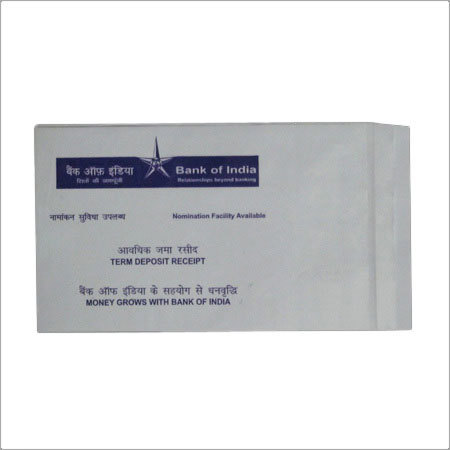 बैंक ऑफ़ इंडिया Bank of India
रिश्तों की जमापूँजी Relationships beyond banking
नामांकन सुविधा उपलब्ध Nomination Facility Available
आवधिक जमा रसीद
TERM DEPOSIT RECEIPT
बैंक ऑफ इंडिया के सहयोग से धनवृद्धि
MONEY GROWS WITH BANK OF INDIA